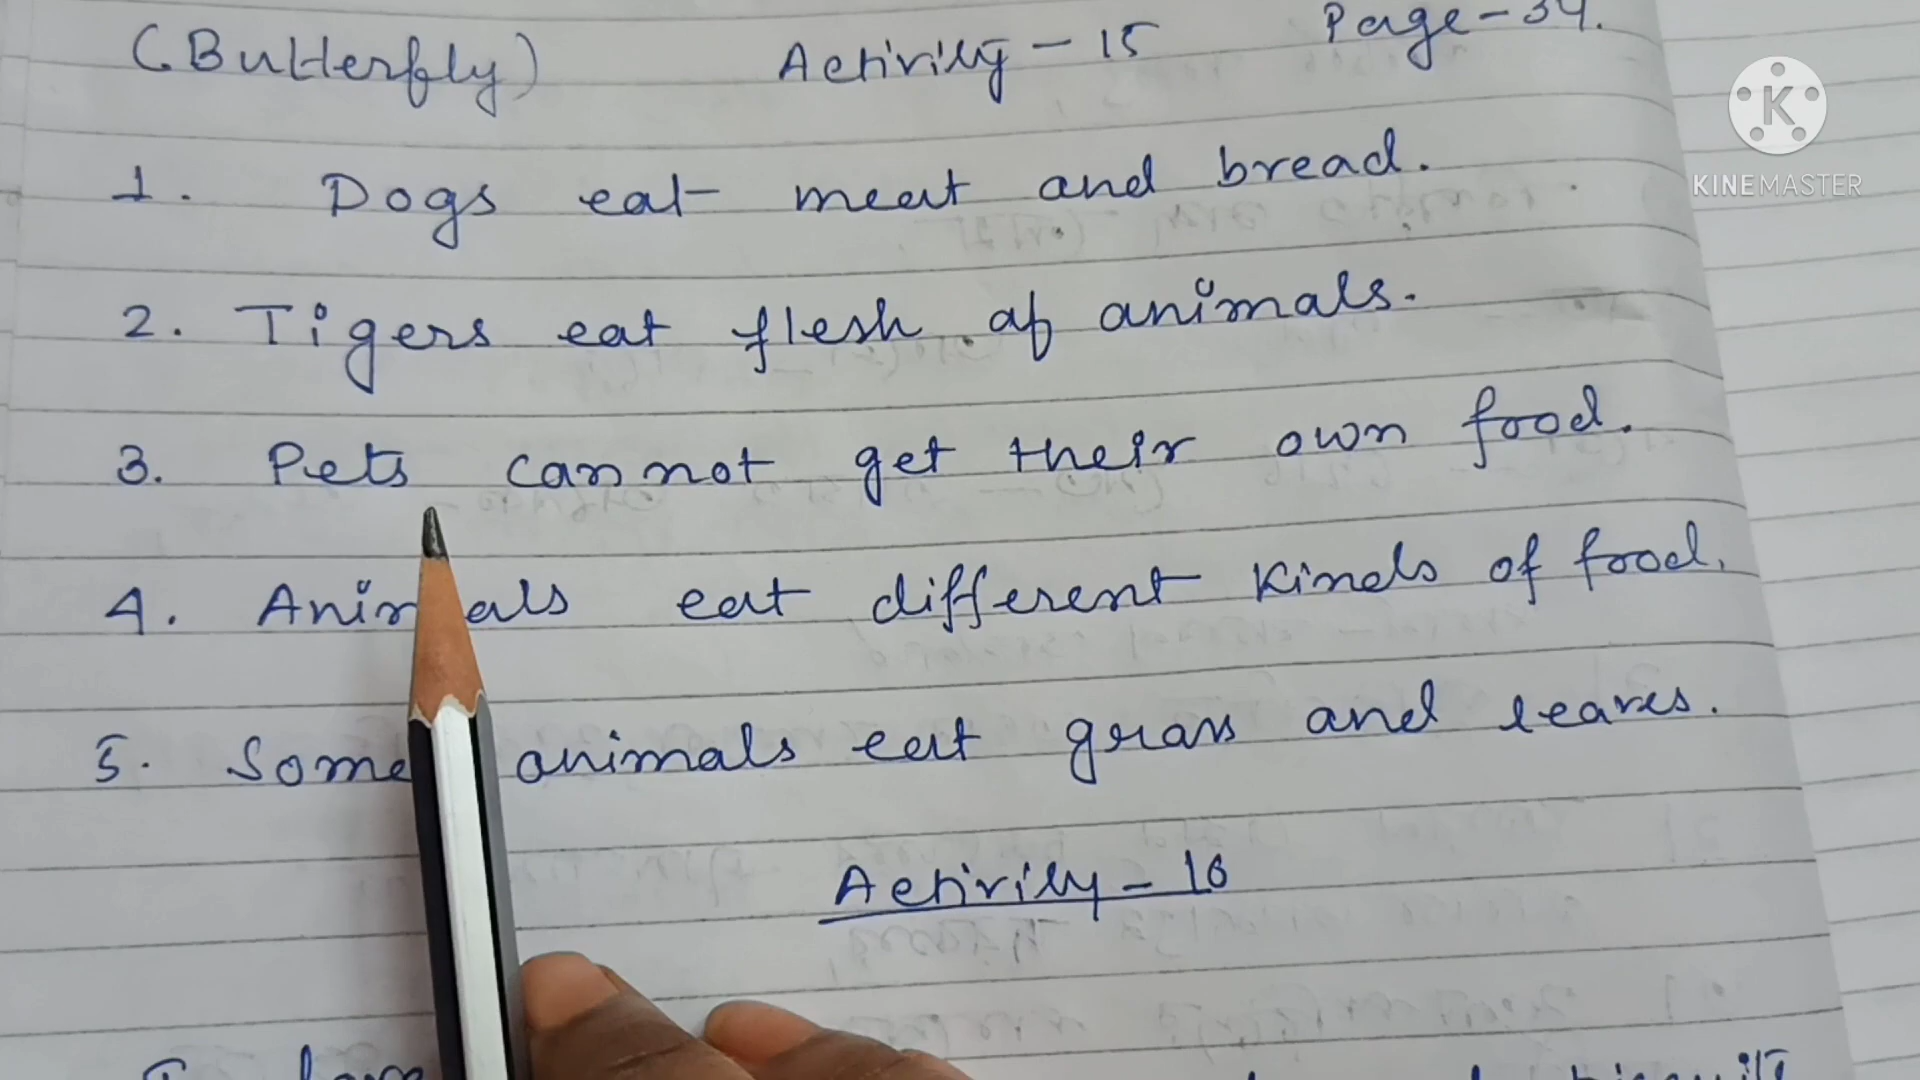 (Butterfly) Activity - 15 Page - 34.
1. Dogs eat meat and bread.
2. Tigers eat flesh of animals.
3. Pets cannot get their own food.
4. Animals eat different kinds of food.
5. Some animals eat grass and leaves.
Activity - 16
K
KINEMASTER